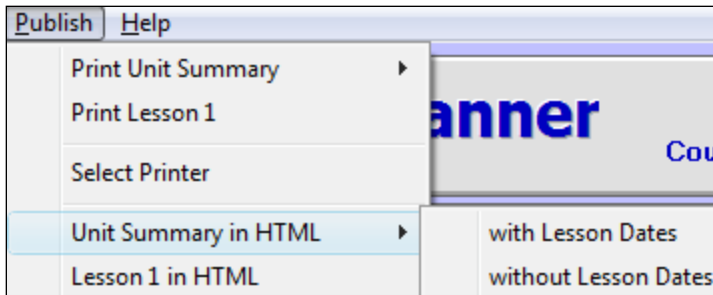 Publish Help
Print Unit Summary
Print Lesson 1
anner
Cou
Select Printer
Unit Summary in HTML
with Lesson Dates
Lesson 1 in HTML
without Lesson Dates